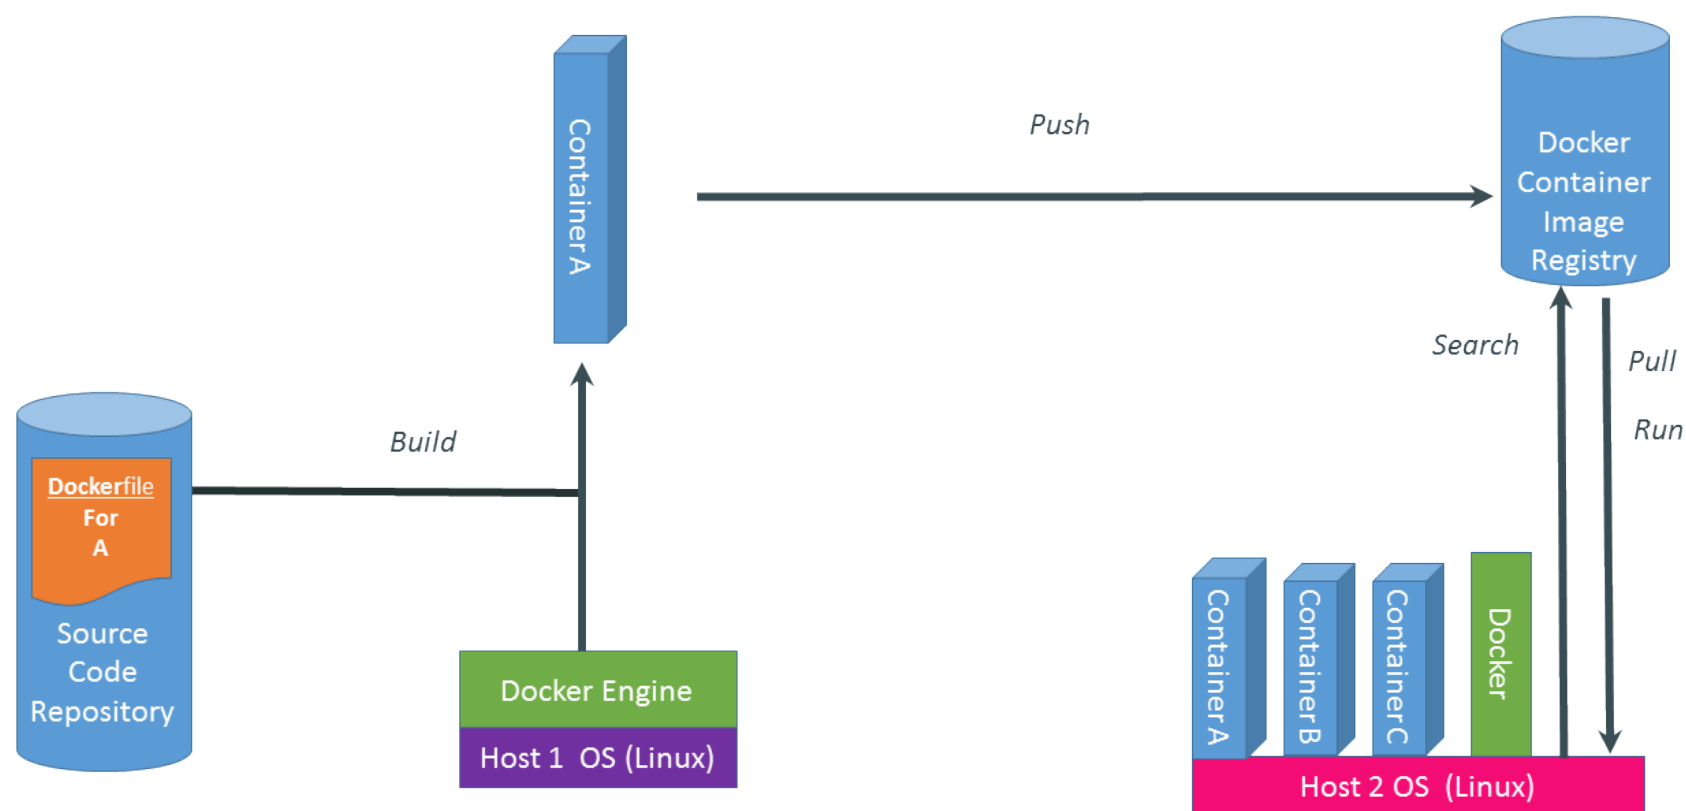 Container A
Push
Docker
Container
Image
Registry
Search
Pull
Run
Build
Dockerfile
For
A
Source
Code
Repository
Docker Engine
Host 1  OS (Linux)
Container A
Container B
Container C
Docker
Host 2 OS  (Linux)